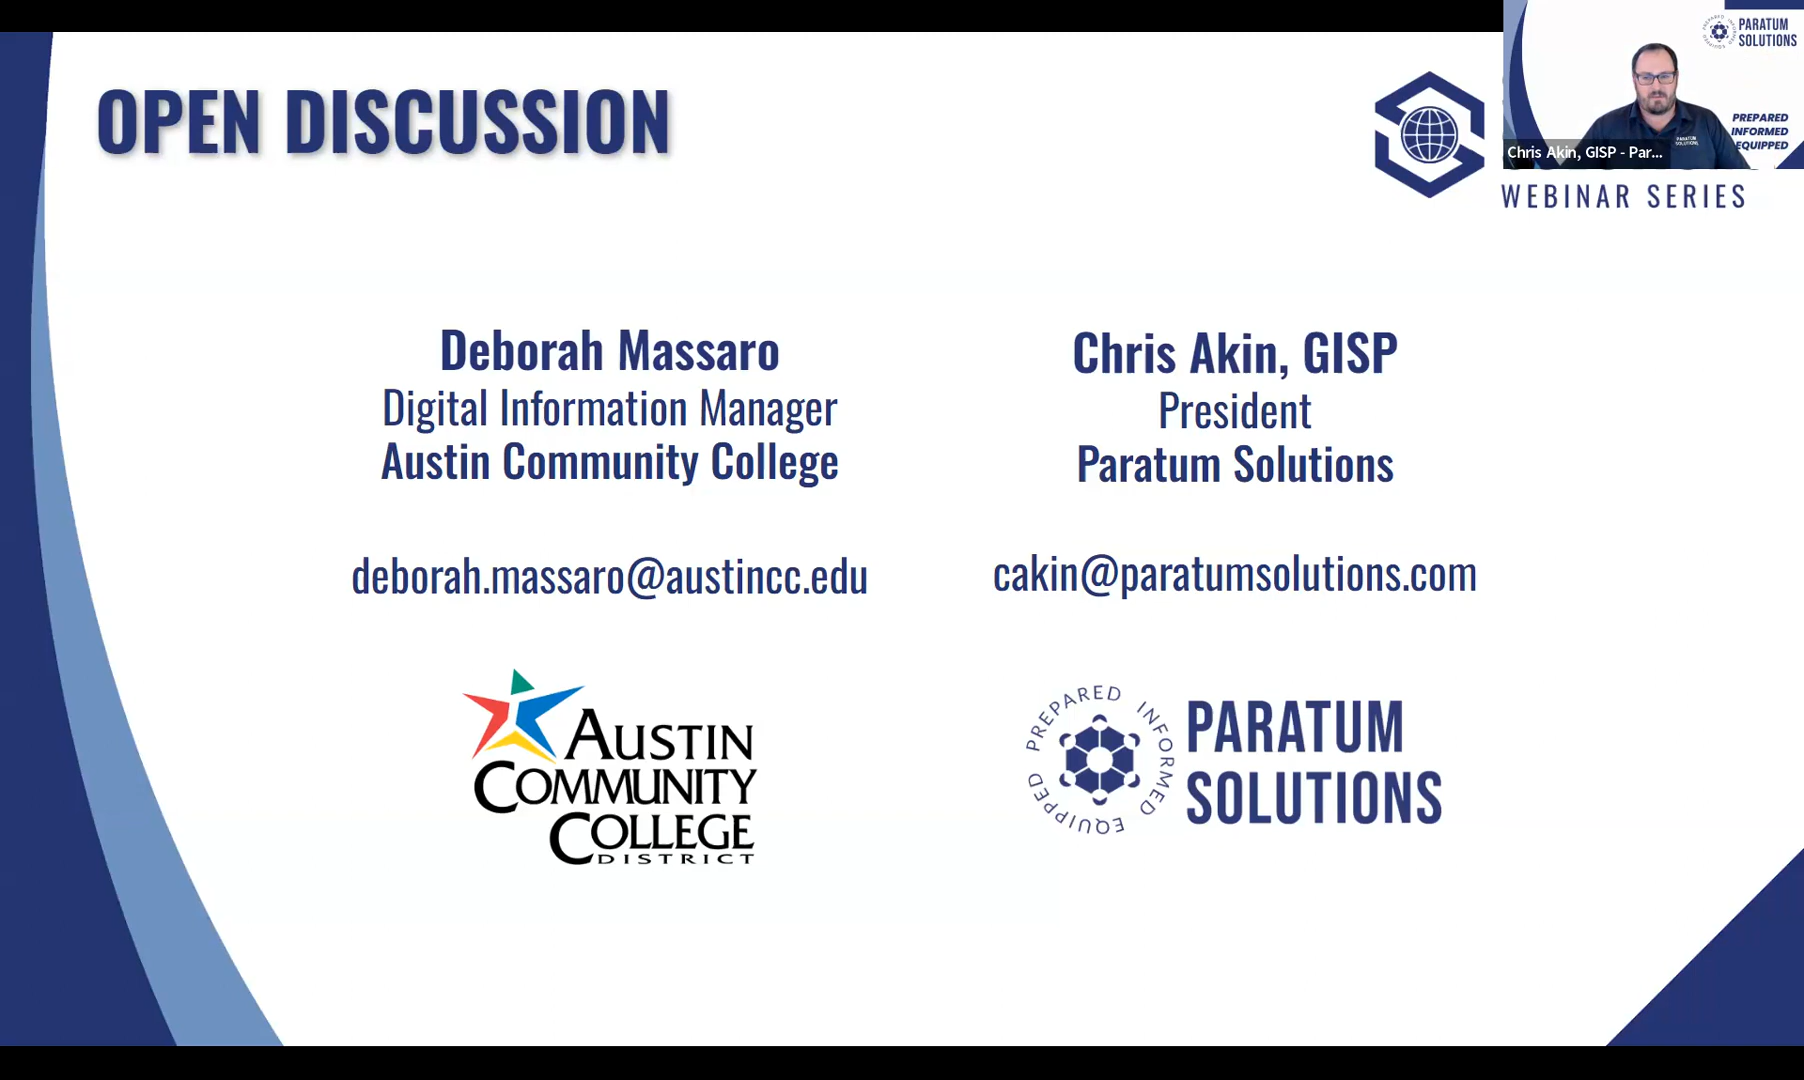 OPEN DISCUSSION
PARATUM
SOLUTIONS
PREPARED
INFORMED
EQUIPPED
PARATUM
SOLUTIONS
Chris Akin, GISP - Par...
WEBINAR SERIES
Deborah Massaro
Digital Information Manager
Austin Community College
deborah.massaro@austincc.edu
Chris Akin, GISP
President
Paratum Solutions
cakin@paratumsolutions.com
AUSTIN
COMMUNITY
COLLEGE
DISTRICT
PREPARED INFORMED EQUIPPED
PARATUM
SOLUTIONS